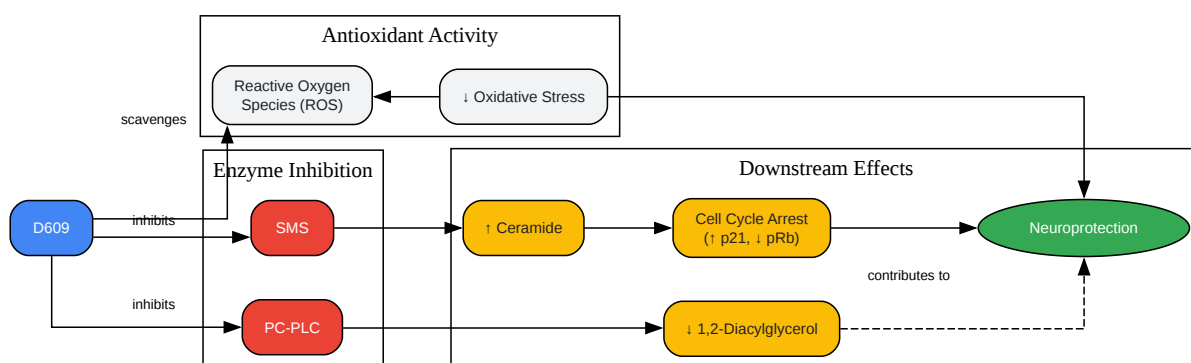 Antioxidant Activity
Reactive Oxygen
Species (ROS)
↓ Oxidative Stress
scavenges
Enzyme Inhibition
Downstream Effects
D609
inhibits
SMS
↑ Ceramide
Cell Cycle Arrest
(↑ p21, ↓ pRb)
Neuroprotection
contributes to
inhibits
PC-PLC
↓ 1,2-Diacylglycerol